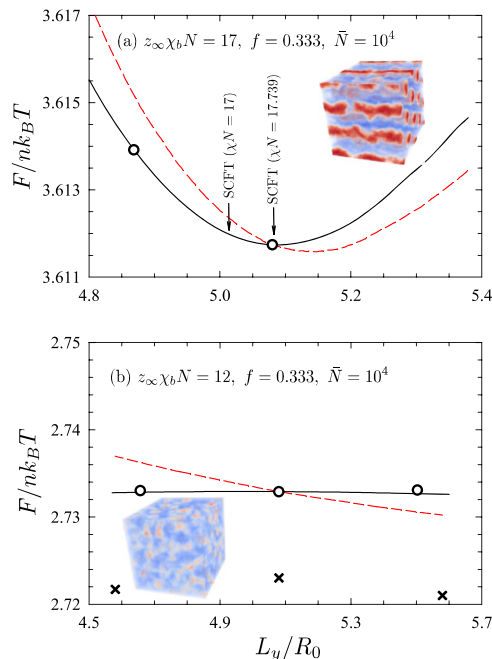 3.617
(a) z∞χbN = 17, f = 0.333, N̄ = 10⁴
3.615
SCFT (χN = 17)
SCFT (χN = 17.739)
F/nkBT
3.613
3.611
4.8 5.0 5.2 5.4
2.75
(b) z∞χbN = 12, f = 0.333, N̄ = 10⁴
2.74
F/nkBT
2.73
2.72
4.5 4.9 5.3 5.7
Ly/R0